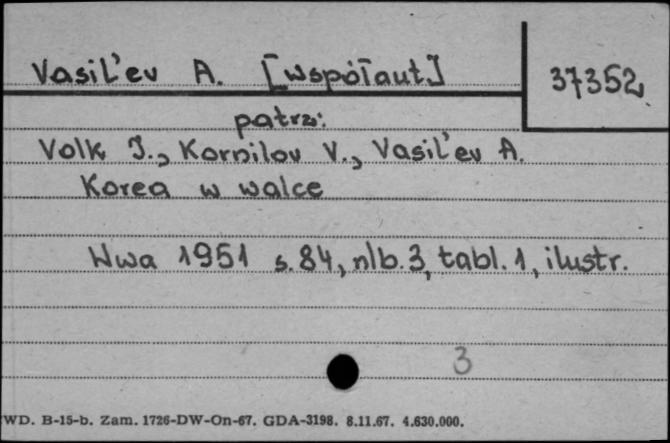 Vasil'ev A. [współaut] 37352
patrz:
Volk J., Kornilov V., Vasil'ev A.
Korea w walce
Wwa 1951 s. 84, nlb. 3, tabl. 1, ilustr.
3
WD. B-15-b. Zam. 1726-DW-On-67. GDA-3198. 8.11.67. 4.630.000.